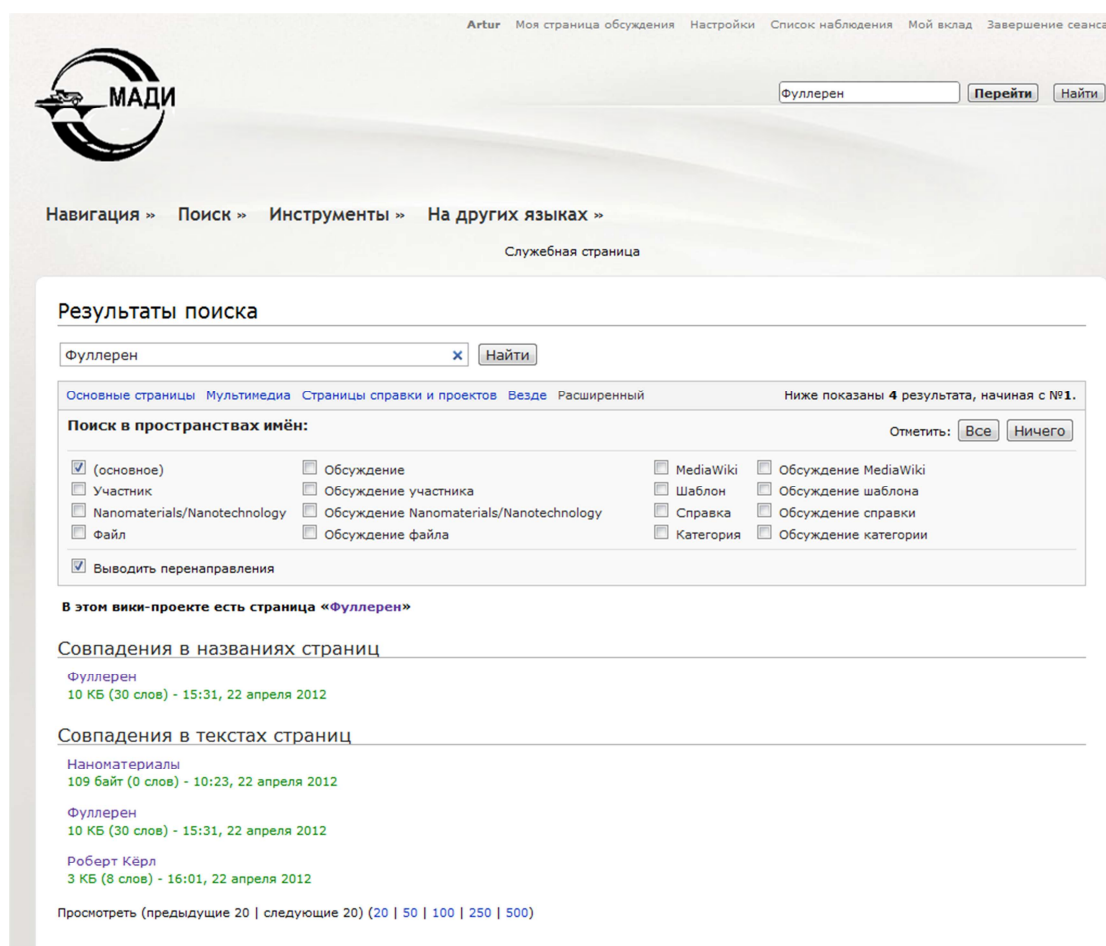 Artur Моя страница обсуждения Настройки Список наблюдения Мой вклад Завершение сеанса
МАДИ
Фуллерен Перейти Найти
Навигация » Поиск » Инструменты » На других языках »
Служебная страница
Результаты поиска
Фуллерен × Найти
Основные страницы Мультимедиа Страницы справки и проектов Везде Расширенный Ниже показаны 4 результата, начиная с №1.
Поиск в пространствах имён: Отметить: Все Ничего
(основное) Обсуждение MediaWiki Обсуждение MediaWiki
Участник Обсуждение участника Шаблон Обсуждение шаблона
Nanomaterials/Nanotechnology Обсуждение Nanomaterials/Nanotechnology Справка Обсуждение справки
Файл Обсуждение файла Категория Обсуждение категории
Выводить перенаправления
В этом вики-проекте есть страница «Фуллерен»
Совпадения в названиях страниц
Фуллерен
10 КБ (30 слов) - 15:31, 22 апреля 2012
Совпадения в текстах страниц
Наноматериалы
109 байт (0 слов) - 10:23, 22 апреля 2012
Фуллерен
10 КБ (30 слов) - 15:31, 22 апреля 2012
Роберт Кёрл
3 КБ (8 слов) - 16:01, 22 апреля 2012
Просмотреть (предыдущие 20 | следующие 20) (20 | 50 | 100 | 250 | 500)